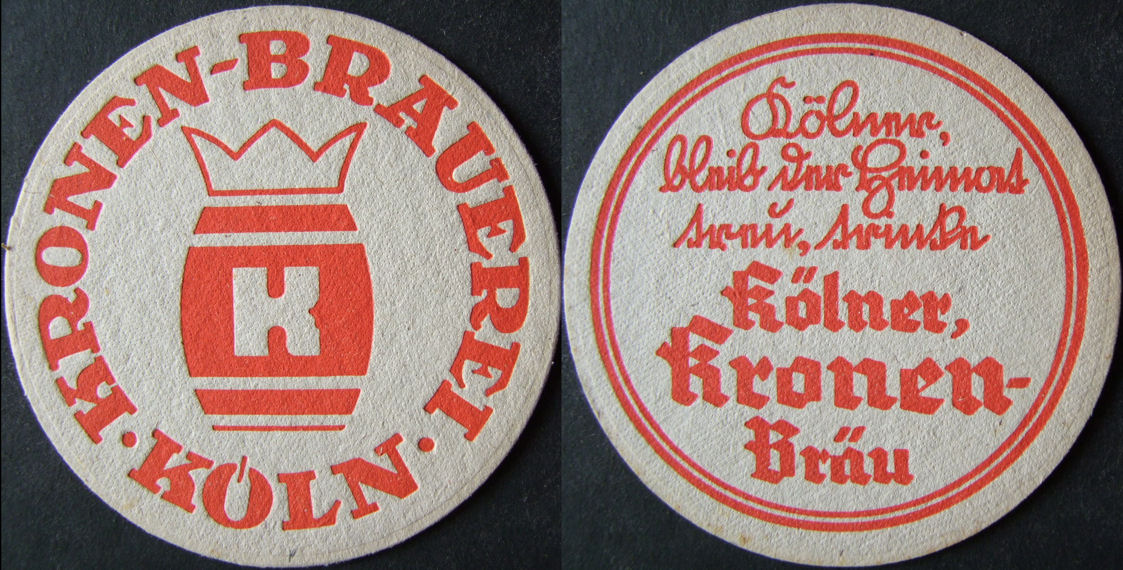 KRONEN-BRAUEREI
K
· KÖLN ·
Kölner,
bleib der Heimat
treu, trinke
Kölner,
Kronen-
Bräu